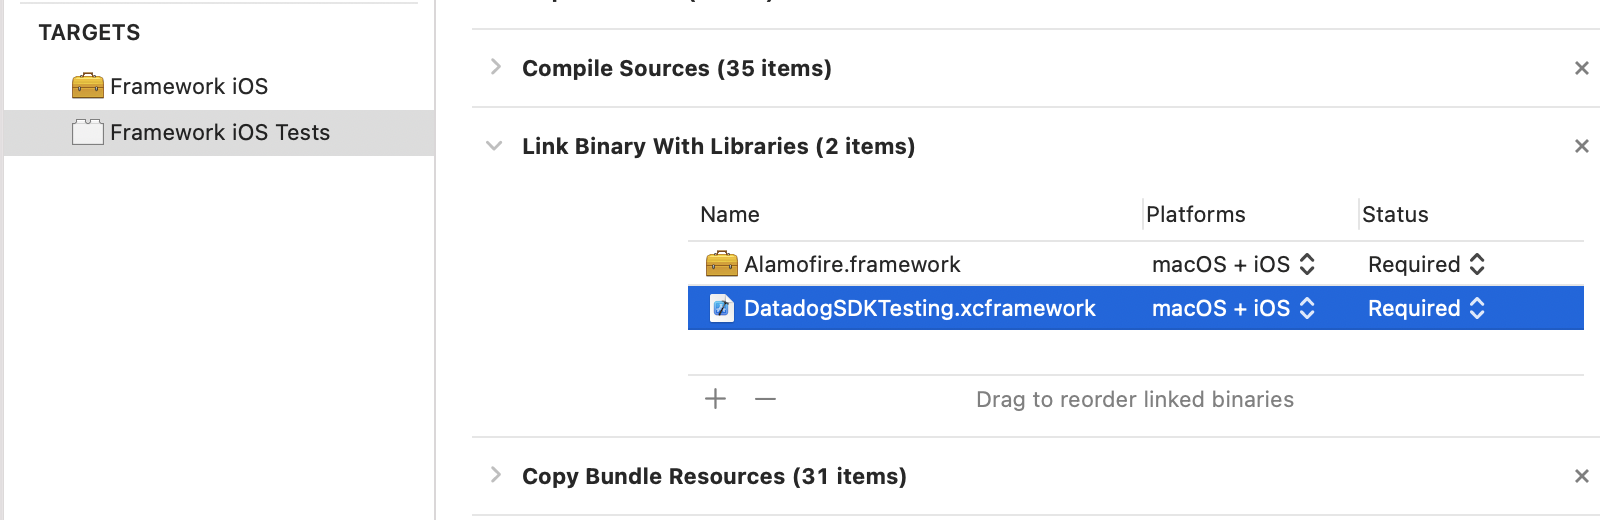 TARGETS
Framework iOS
Framework iOS Tests
Compile Sources (35 items)
Link Binary With Libraries (2 items)
Name Platforms Status
Alamofire.framework macOS + iOS Required
DatadogSDKTesting.xcframework macOS + iOS Required
Drag to reorder linked binaries
Copy Bundle Resources (31 items)